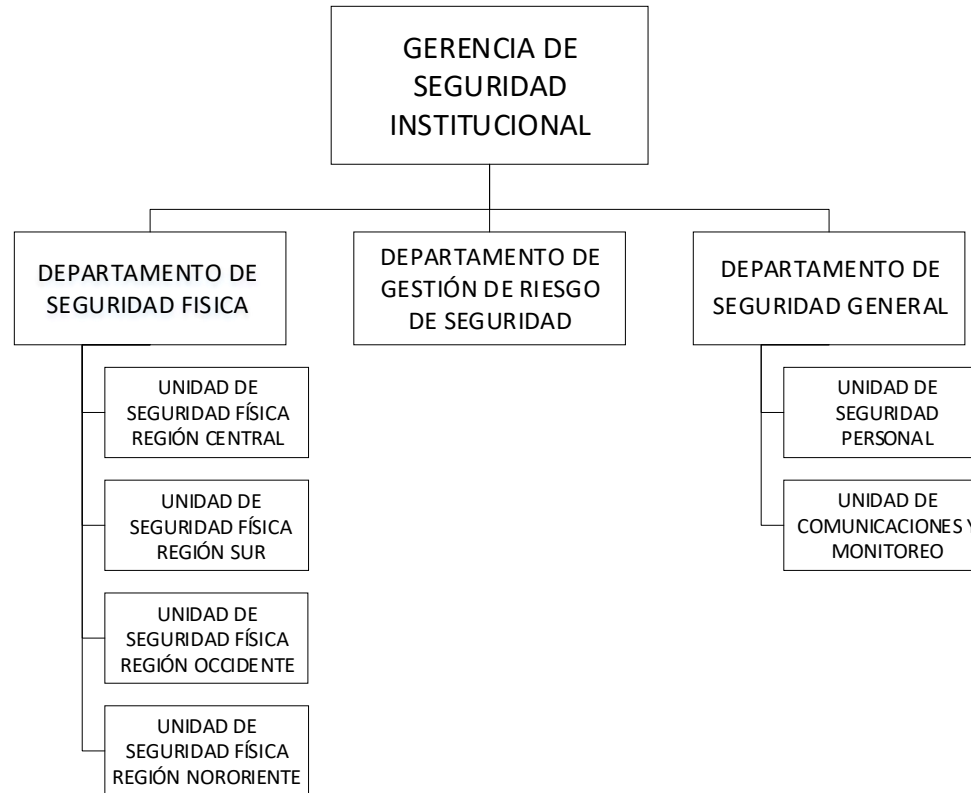 GERENCIA DE
SEGURIDAD
INSTITUCIONAL
DEPARTAMENTO DE
SEGURIDAD FISICA
DEPARTAMENTO DE
GESTIÓN DE RIESGO
DE SEGURIDAD
DEPARTAMENTO DE
SEGURIDAD GENERAL
UNIDAD DE
SEGURIDAD FÍSICA
REGIÓN CENTRAL
UNIDAD DE
SEGURIDAD FÍSICA
REGIÓN SUR
UNIDAD DE
SEGURIDAD FÍSICA
REGIÓN OCCIDENTE
UNIDAD DE
SEGURIDAD FÍSICA
REGIÓN NORORIENTE
UNIDAD DE
SEGURIDAD
PERSONAL
UNIDAD DE
COMUNICACIONES Y
MONITOREO